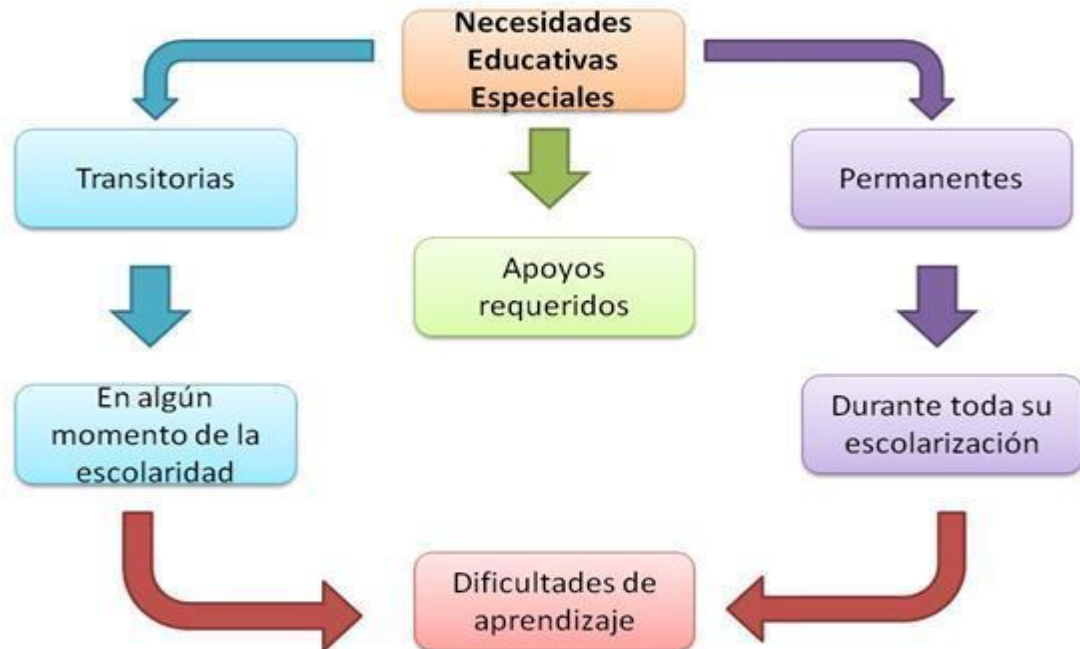 Necesidades
Educativas
Especiales
Transitorias
Permanentes
Apoyos
requeridos
En algún
momento de la
escolaridad
Durante toda su
escolarización
Dificultades de
aprendizaje